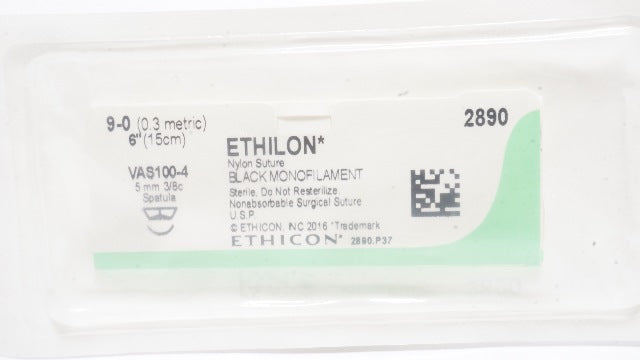 9-0 (0.3 metric)
6" (15cm)
VAS100-4
5 mm 3/8c
Spatula
ETHILON*
Nylon Suture
BLACK MONOFILAMENT
Sterile. Do Not Resterilize.
Nonabsorbable Surgical Suture
U.S.P.
© ETHICON, INC 2016 *Trademark
ETHICON* 2890.P37
2890